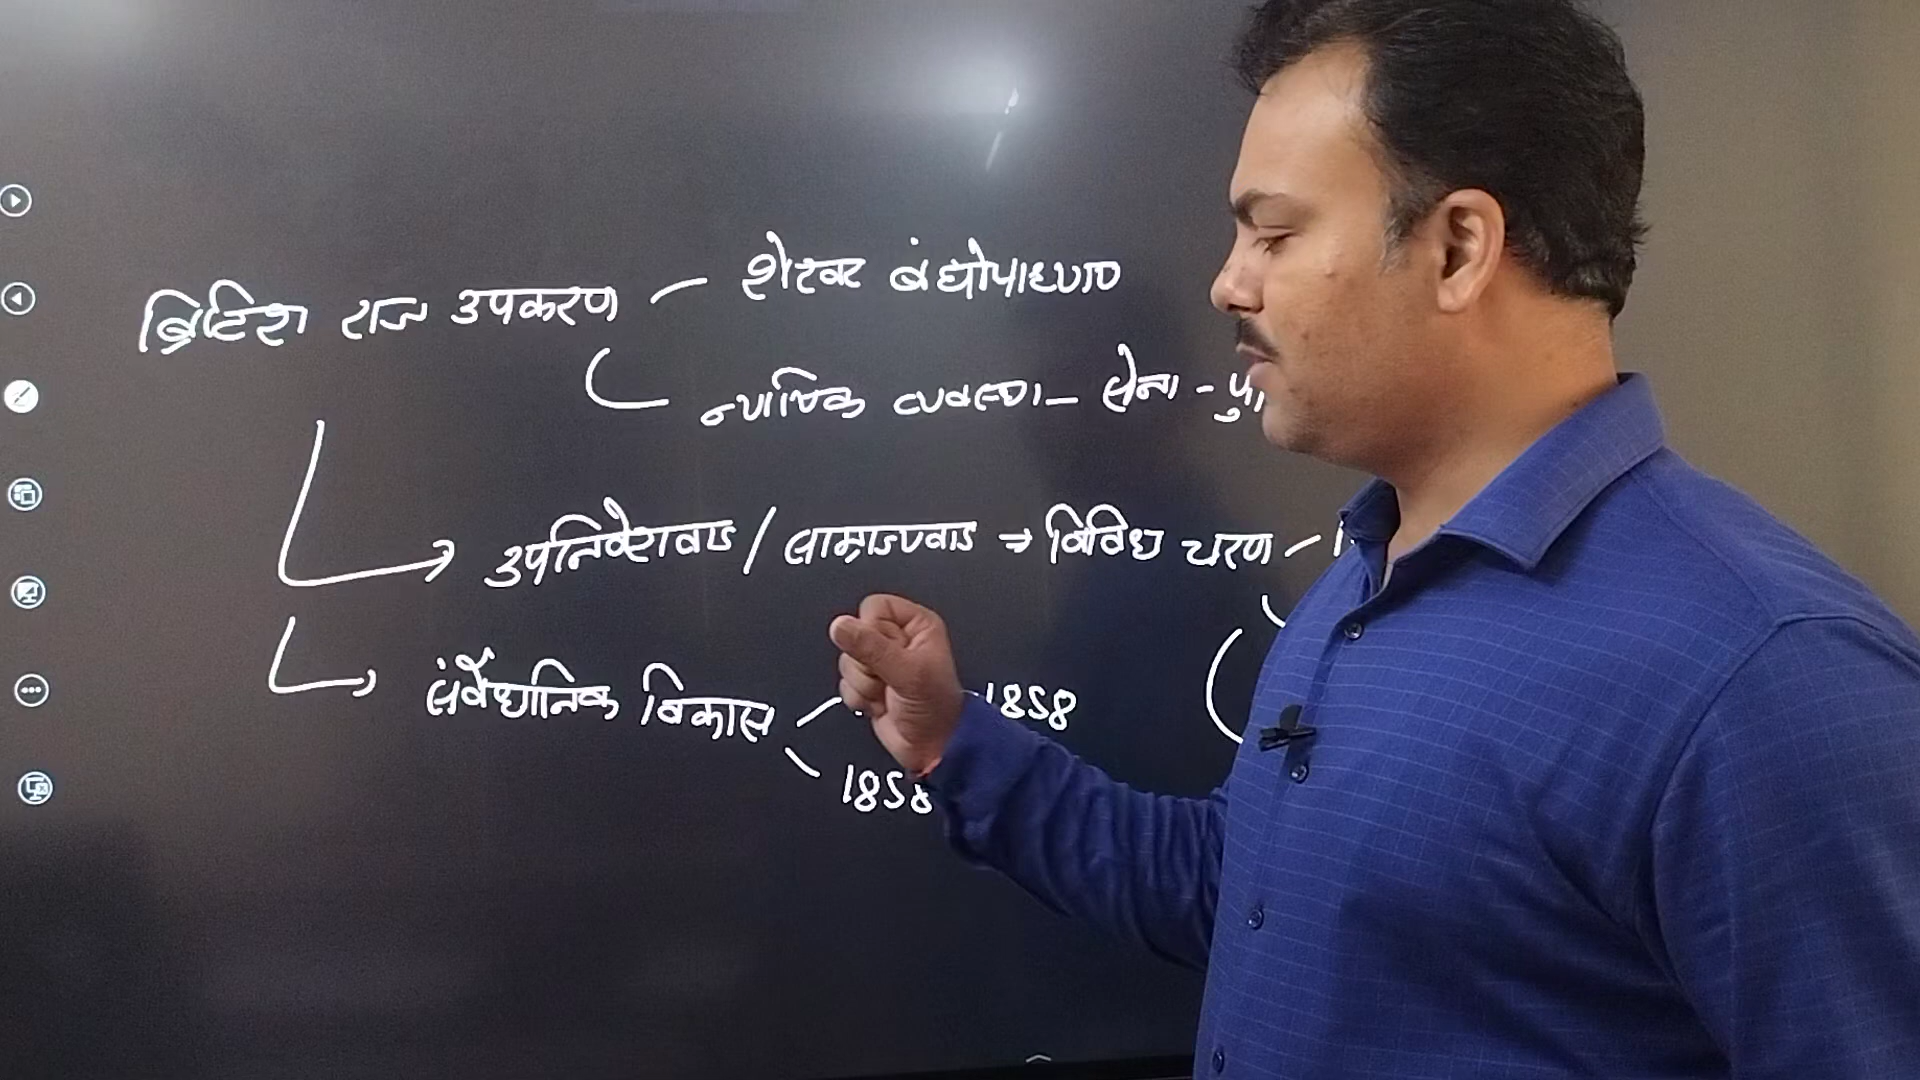 ब्रिटिश राज उपकरण — शेखर बंधोपाध्याय
न्यायिक व्यवस्था — सेना -
→ उपनिवेशवाद / साम्राज्यवाद ⇒ विविध चरण —
→ संवैधानिक विकास - 1858
1858